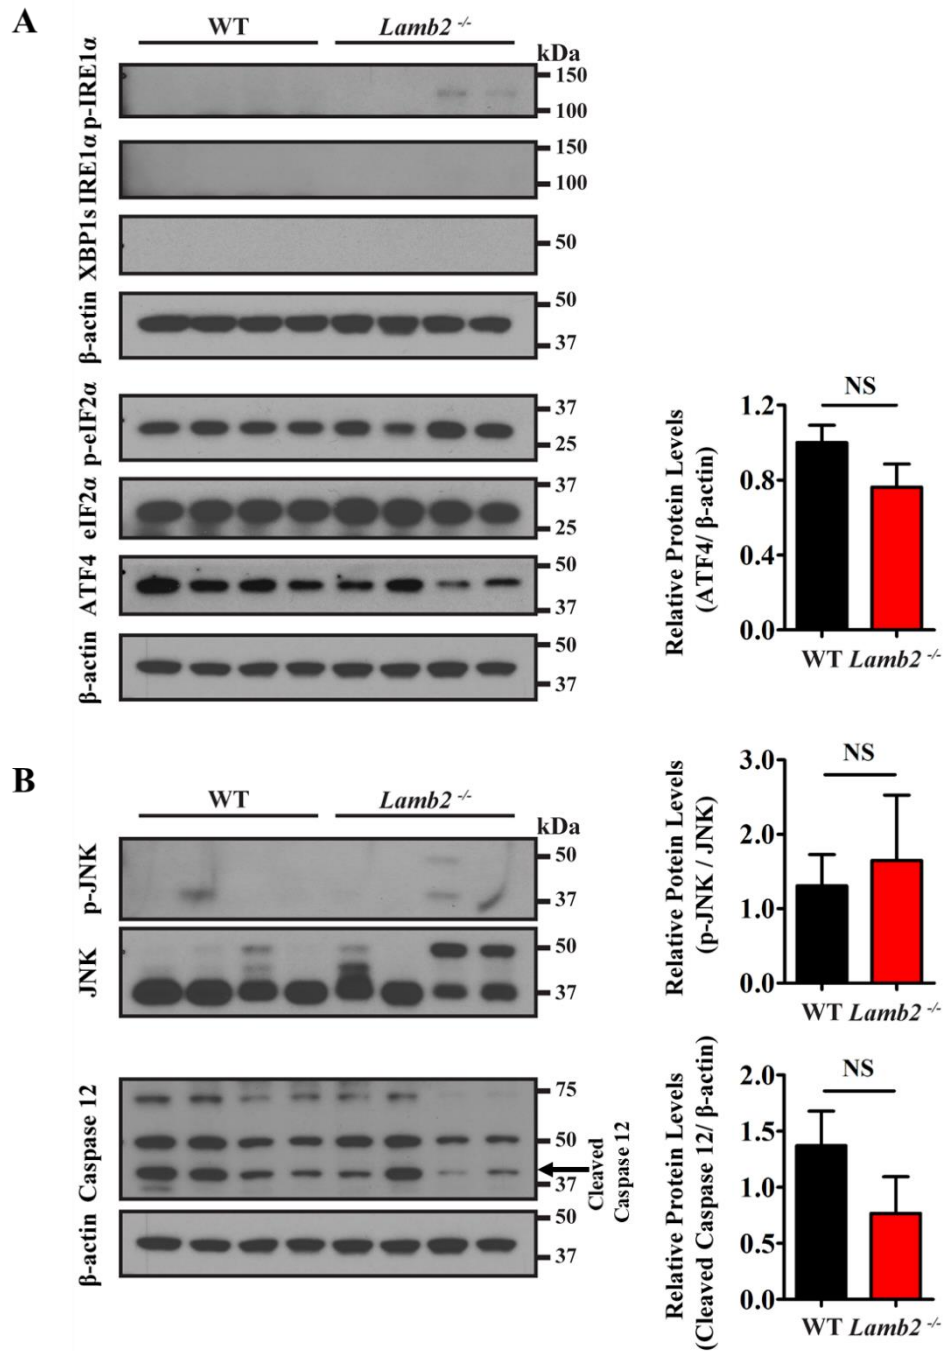 A
WT Lamb2 -/-
kDa
p-IRE1α
150
100
IRE1α
150
100
XBP1s
50
β-actin
50
37
p-eIF2α
37
25
eIF2α
37
25
ATF4
50
37
β-actin
50
37
Relative Protein Levels
(ATF4/ β-actin)
NS
1.2
0.8
0.4
0.0
WT Lamb2 -/-
B
WT Lamb2 -/-
kDa
p-JNK
50
37
JNK
50
37
Relative Potein Levels
(p-JNK / JNK)
NS
3.0
2.0
1.0
0.0
WT Lamb2 -/-
Caspase 12
75
50
37
Cleaved
Caspase 12
β-actin
50
37
Relative Protein Levels
(Cleaved Caspase 12/ β-actin)
NS
2.0
1.5
1.0
0.5
0.0
WT Lamb2 -/-